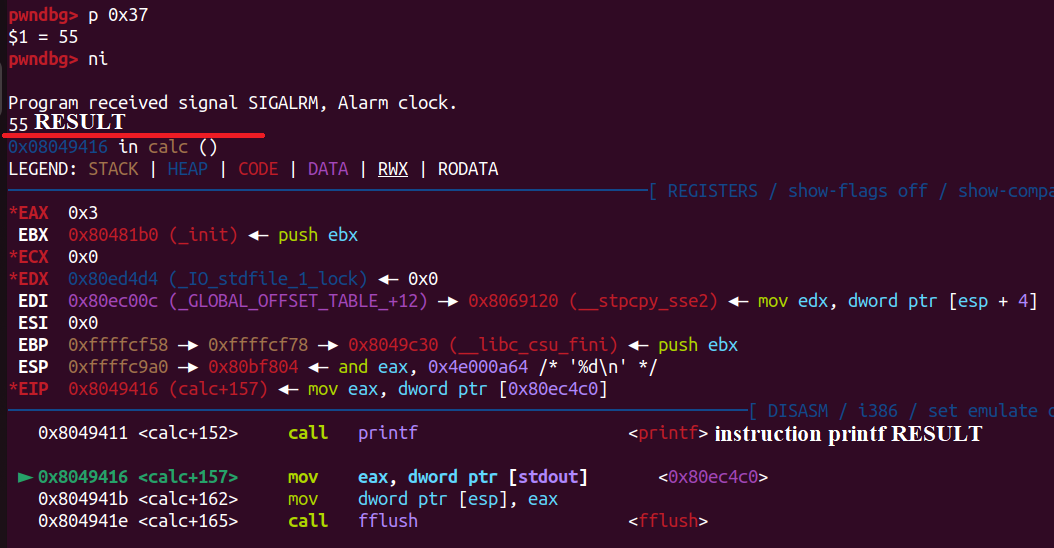 pwndbg> p 0x37
$1 = 55
pwndbg> ni
Program received signal SIGALRM, Alarm clock.
55 RESULT
0x08049416 in calc ()
LEGEND: STACK | HEAP | CODE | DATA | RWX | RODATA
[ REGISTERS / show-flags off / show-compa
*EAX 0x3
EBX 0x80481b0 (_init) ◂— push ebx
*ECX 0x0
*EDX 0x80ed4d4 (_IO_stdfile_1_lock) ◂— 0x0
EDI 0x80ec00c (_GLOBAL_OFFSET_TABLE_+12) —▸ 0x8069120 (__stpcpy_sse2) ◂— mov edx, dword ptr [esp + 4]
ESI 0x0
EBP 0xffffcf58 —▸ 0xffffcf78 —▸ 0x8049c30 (__libc_csu_fini) ◂— push ebx
ESP 0xffffc9a0 —▸ 0x80bf804 ◂— and eax, 0x4e000a64 /* '%d\n' */
*EIP 0x8049416 (calc+157) ◂— mov eax, dword ptr [0x80ec4c0]
[ DISASM / i386 / set emulate o
0x8049411 <calc+152> call printf <printf> instruction printf RESULT
► 0x8049416 <calc+157> mov eax, dword ptr [stdout] <0x80ec4c0>
0x804941b <calc+162> mov dword ptr [esp], eax
0x804941e <calc+165> call fflush <fflush>